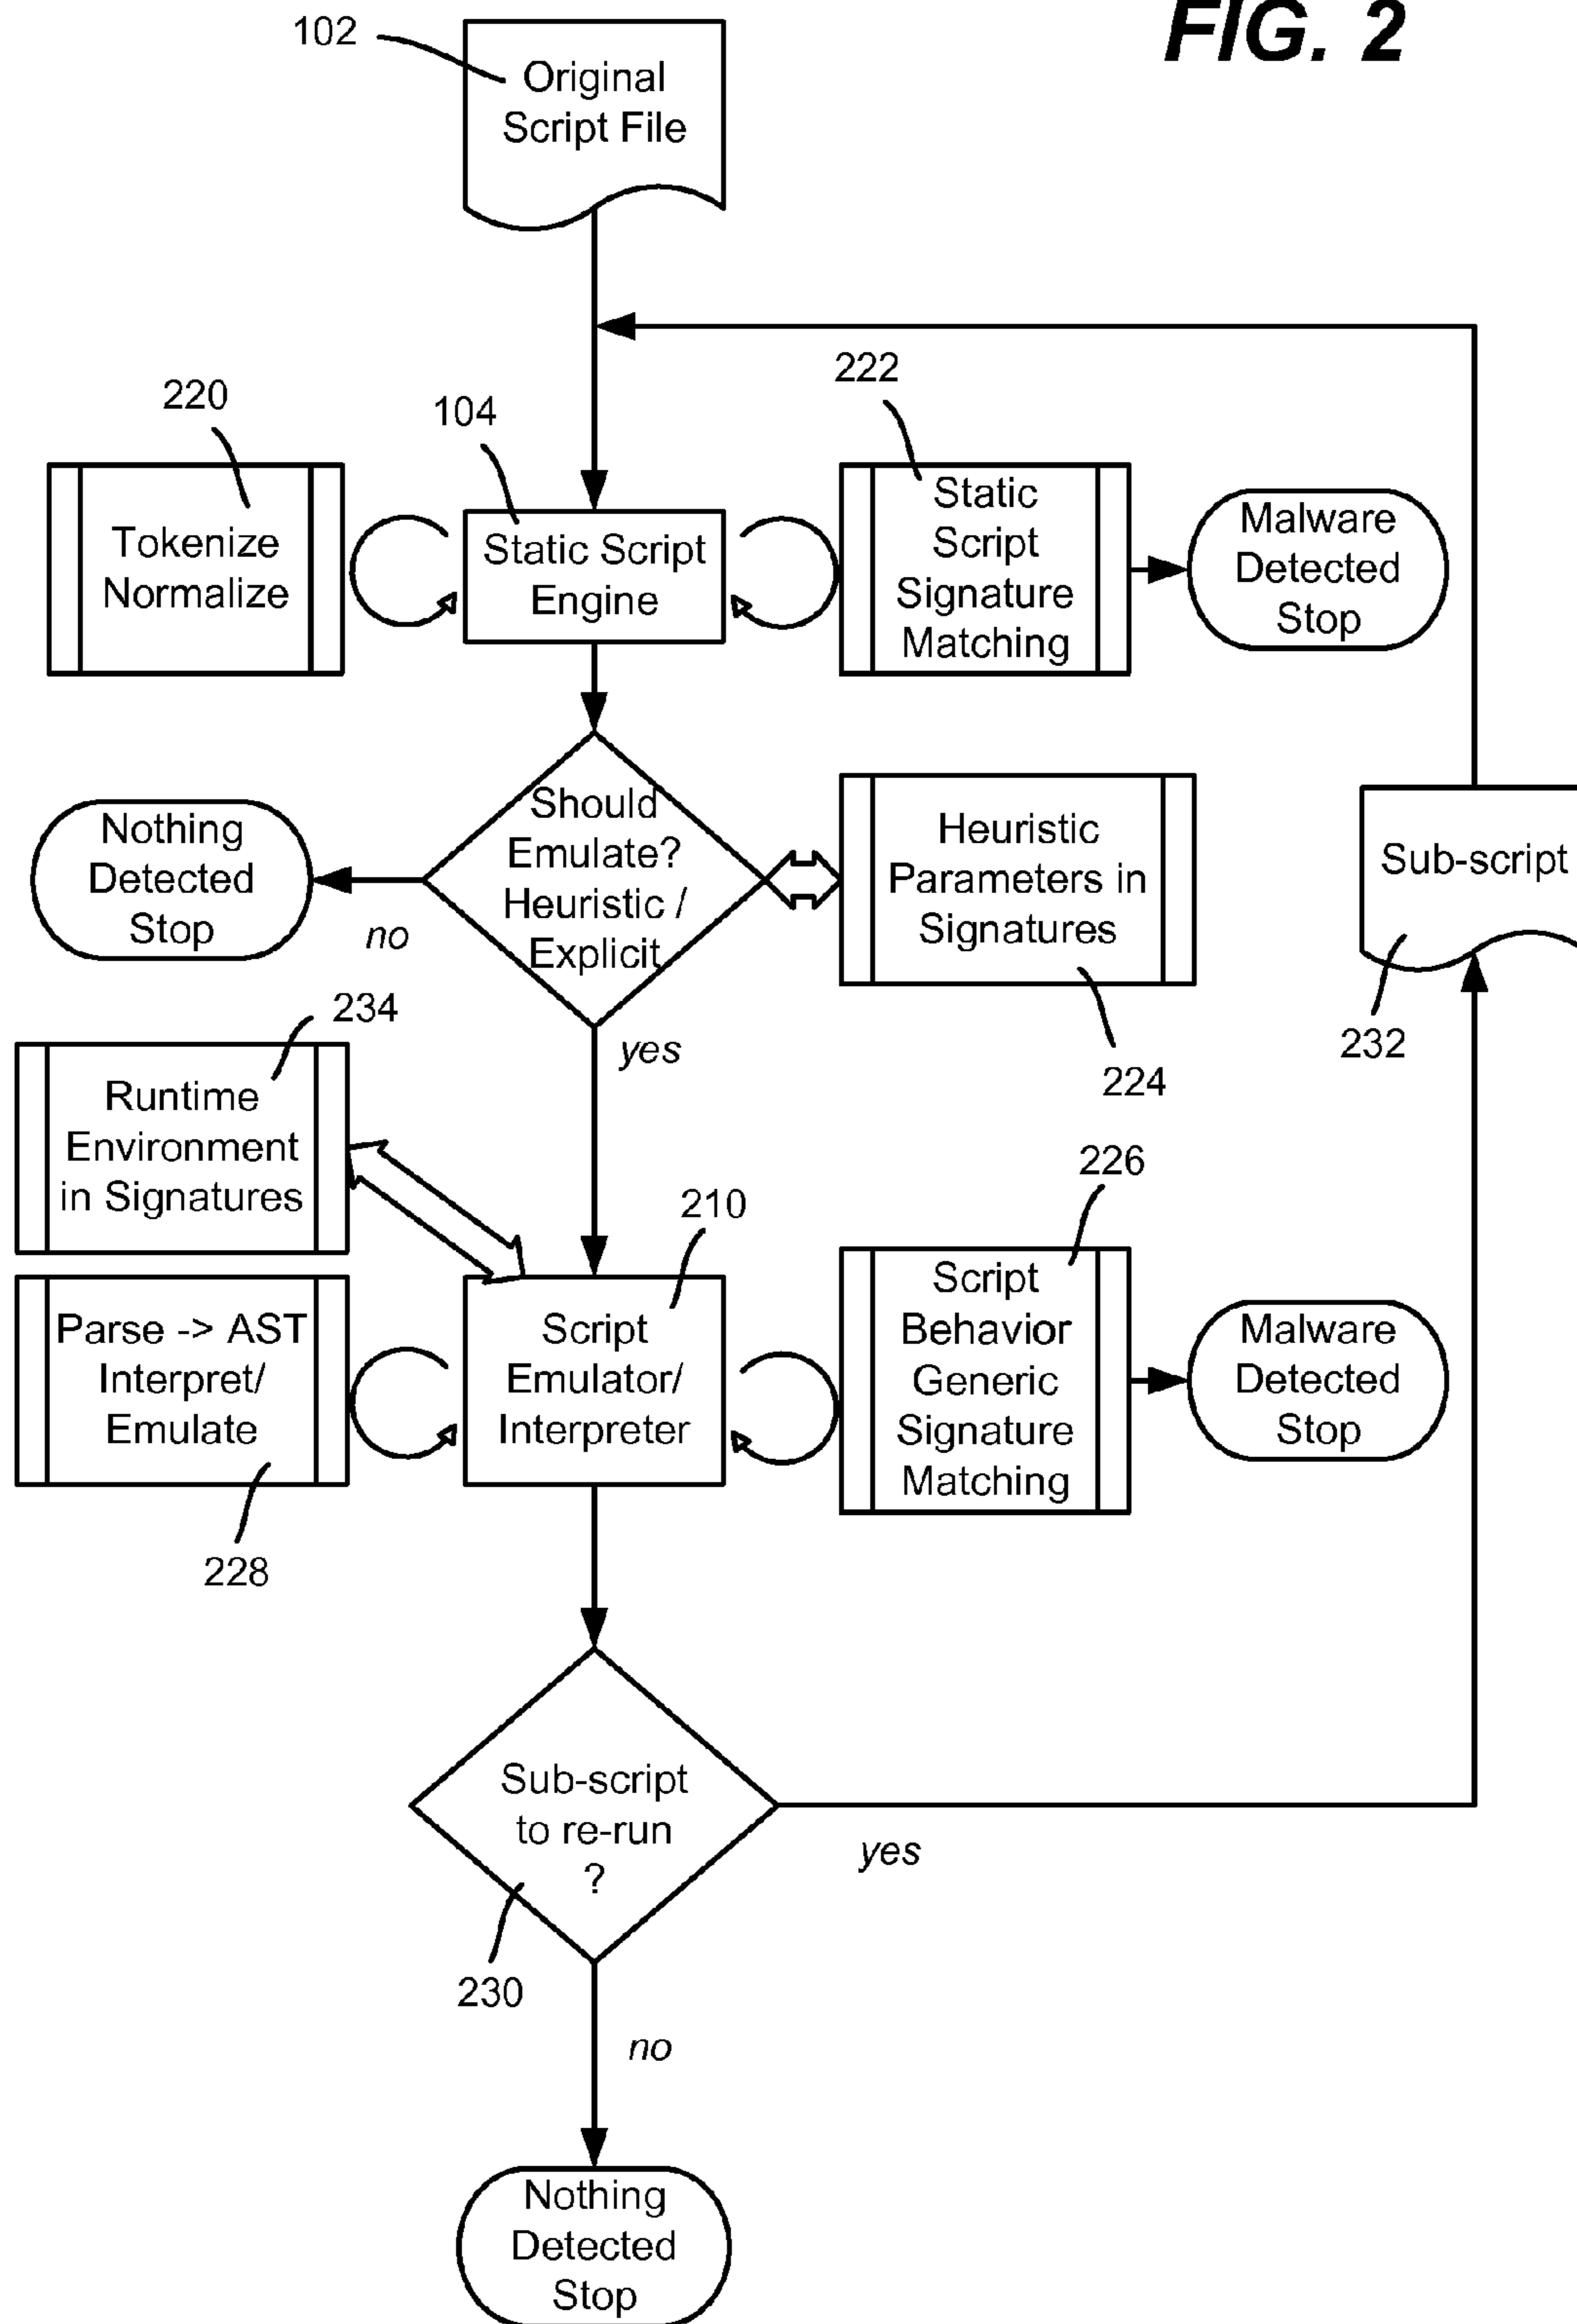 FIG. 2
102
Original
Script File
222
220
104
Tokenize
Normalize
Static Script
Engine
Static
Script
Signature
Matching
Malware
Detected
Stop
Nothing
Detected
Stop
no
Should
Emulate?
Heuristic /
Explicit
yes
Heuristic
Parameters in
Signatures
224
Sub-script
232
234
Runtime
Environment
in Signatures
210
226
Parse -> AST
Interpret/
Emulate
228
Script
Emulator/
Interpreter
Script
Behavior
Generic
Signature
Matching
Malware
Detected
Stop
Sub-script
to re-run
?
yes
230
no
Nothing
Detected
Stop